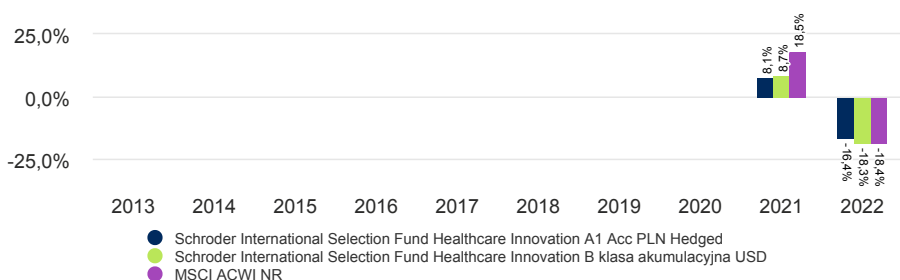 25,0%
8,1%
8,7%
18,5%
0,0%
-25,0%
-16,4%
-18,3%
-18,4%
2013 2014 2015 2016 2017 2018 2019 2020 2021 2022
Schroder International Selection Fund Healthcare Innovation A1 Acc PLN Hedged
Schroder International Selection Fund Healthcare Innovation B klasa akumulacyjna USD
MSCI ACWI NR